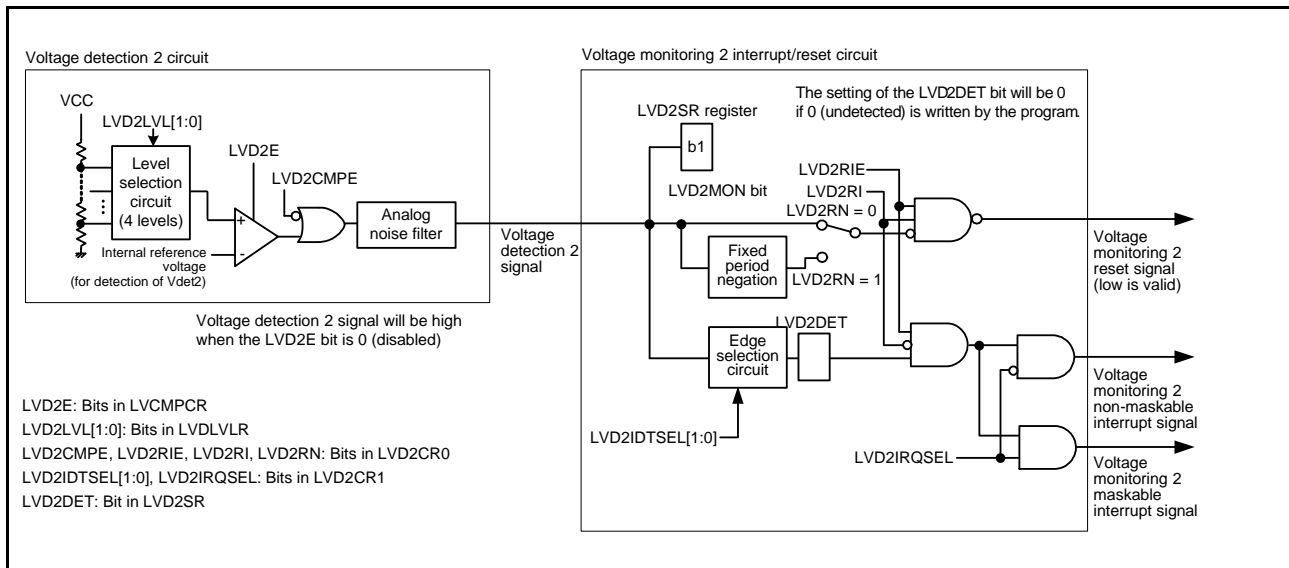 Voltage detection 2 circuit
VCC
LVD2LVL[1:0]
Level
selection
circuit
(4 levels)
LVD2E
LVD2CMPE
+
-
Internal reference
voltage
(for detection of Vdet2)
Analog
noise filter
Voltage detection 2 signal will be high
when the LVD2E bit is 0 (disabled)
Voltage
detection 2
signal
Voltage monitoring 2 interrupt/reset circuit
The setting of the LVD2DET bit will be 0
if 0 (undetected) is written by the program.
LVD2SR register
b1
LVD2MON bit
LVD2RIE
LVD2RI
LVD2RN = 0
Fixed
period
negation
LVD2RN = 1
LVD2DET
Edge
selection
circuit
LVD2IDTSEL[1:0]
LVD2IRQSEL
Voltage
monitoring 2
reset signal
(low is valid)
Voltage
monitoring 2
non-maskable
interrupt signal
Voltage
monitoring 2
maskable
interrupt signal
LVD2E: Bits in LVCMPCR
LVD2LVL[1:0]: Bits in LVDLVLR
LVD2CMPE, LVD2RIE, LVD2RI, LVD2RN: Bits in LVD2CR0
LVD2IDTSEL[1:0], LVD2IRQSEL: Bits in LVD2CR1
LVD2DET: Bit in LVD2SR